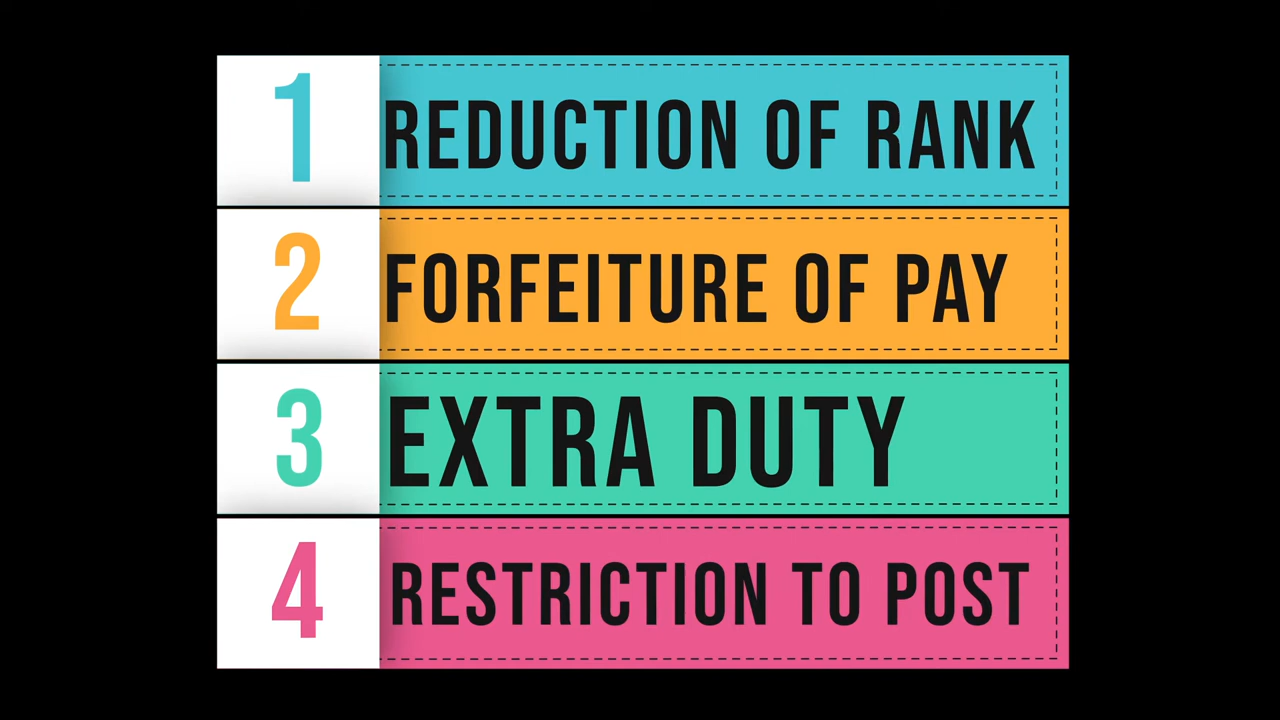 1 REDUCTION OF RANK
2 FORFEITURE OF PAY
3 EXTRA DUTY
4 RESTRICTION TO POST